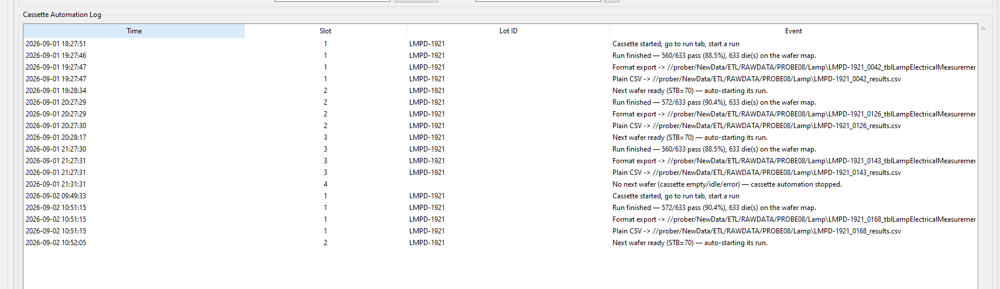 Cassette Automation Log
Time Slot Lot ID Event
2026-09-01 18:27:51 1 LMPD-1921 Cassette started, go to run tab, start a run
2026-09-01 19:27:46 1 LMPD-1921 Run finished — 560/633 pass (88.5%), 633 die(s) on the wafer map.
2026-09-01 19:27:47 1 LMPD-1921 Format export -> //prober/NewData/ETL/RAWDATA/PROBE08/Lamp\LMPD-1921_0042_tblLampElectricalMeasuremer
2026-09-01 19:27:47 1 LMPD-1921 Plain CSV -> //prober/NewData/ETL/RAWDATA/PROBE08/Lamp\LMPD-1921_0042_results.csv
2026-09-01 19:28:34 2 LMPD-1921 Next wafer ready (STB=70) — auto-starting its run.
2026-09-01 20:27:29 2 LMPD-1921 Run finished — 572/633 pass (90.4%), 633 die(s) on the wafer map.
2026-09-01 20:27:29 2 LMPD-1921 Format export -> //prober/NewData/ETL/RAWDATA/PROBE08/Lamp\LMPD-1921_0126_tblLampElectricalMeasuremer
2026-09-01 20:27:30 2 LMPD-1921 Plain CSV -> //prober/NewData/ETL/RAWDATA/PROBE08/Lamp\LMPD-1921_0126_results.csv
2026-09-01 20:28:17 3 LMPD-1921 Next wafer ready (STB=70) — auto-starting its run.
2026-09-01 21:27:30 3 LMPD-1921 Run finished — 560/633 pass (88.5%), 633 die(s) on the wafer map.
2026-09-01 21:27:31 3 LMPD-1921 Format export -> //prober/NewData/ETL/RAWDATA/PROBE08/Lamp\LMPD-1921_0143_tblLampElectricalMeasuremer
2026-09-01 21:27:31 3 LMPD-1921 Plain CSV -> //prober/NewData/ETL/RAWDATA/PROBE08/Lamp\LMPD-1921_0143_results.csv
2026-09-01 21:31:31 4 No next wafer (cassette empty/idle/error) — cassette automation stopped.
2026-09-02 09:49:33 1 LMPD-1921 Cassette started, go to run tab, start a run
2026-09-02 10:51:15 1 LMPD-1921 Run finished — 572/633 pass (90.4%), 633 die(s) on the wafer map.
2026-09-02 10:51:15 1 LMPD-1921 Format export -> //prober/NewData/ETL/RAWDATA/PROBE08/Lamp\LMPD-1921_0168_tblLampElectricalMeasuremer
2026-09-02 10:51:15 1 LMPD-1921 Plain CSV -> //prober/NewData/ETL/RAWDATA/PROBE08/Lamp\LMPD-1921_0168_results.csv
2026-09-02 10:52:05 2 LMPD-1921 Next wafer ready (STB=70) — auto-starting its run.